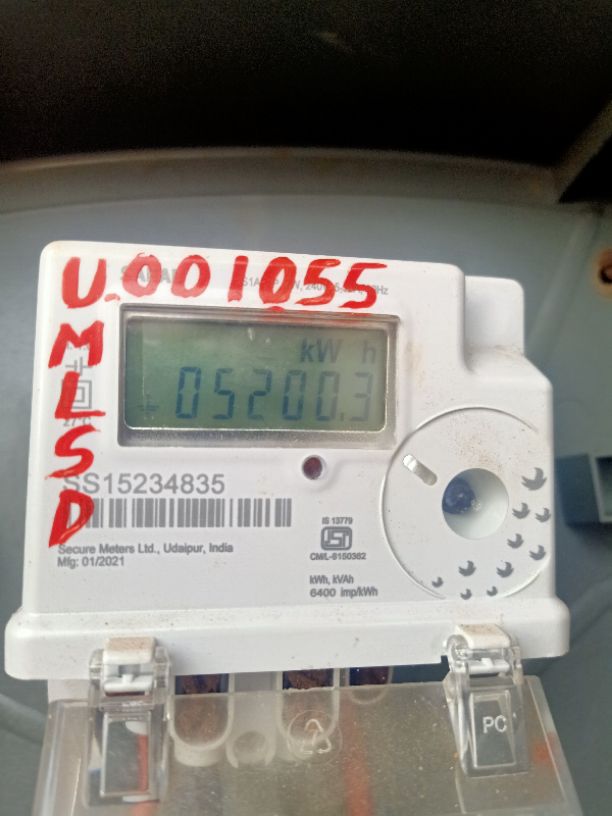 U.001055
M
L
S
D
kW h
05200.3
SS15234835
Secure Meters Ltd., Udaipur, India
Mfg: 01/2021
IS 13779
CM/L-8150362
kWh, kVAh
6400 imp/kWh
PC